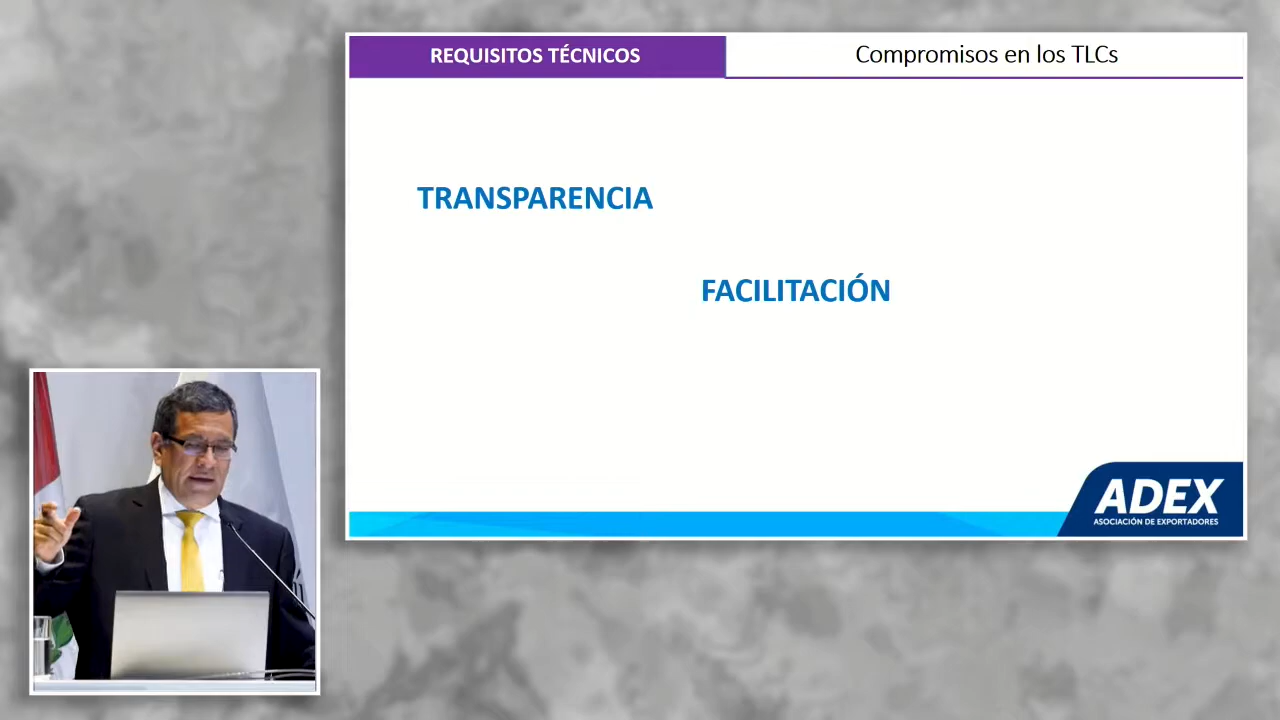 REQUISITOS TÉCNICOS
Compromisos en los TLCs
TRANSPARENCIA
FACILITACIÓN
ADEX
ASOCIACIÓN DE EXPORTADORES